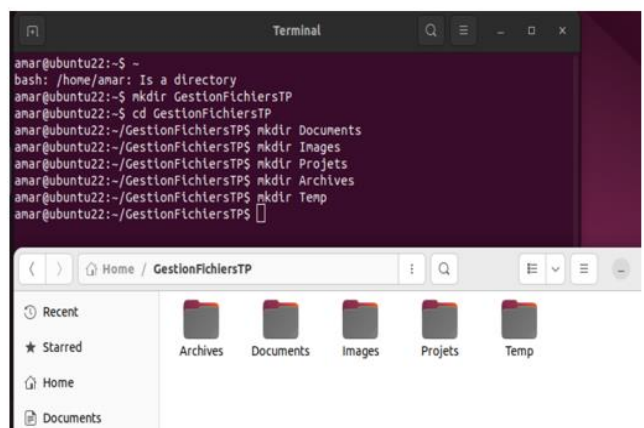 Terminal
amar@ubuntu22:~$ ~
bash: /home/amar: Is a directory
amar@ubuntu22:~$ mkdir GestionFichiersTP
amar@ubuntu22:~$ cd GestionFichiersTP
amar@ubuntu22:~/GestionFichiersTP$ mkdir Documents
amar@ubuntu22:~/GestionFichiersTP$ mkdir Images
amar@ubuntu22:~/GestionFichiersTP$ mkdir Projets
amar@ubuntu22:~/GestionFichiersTP$ mkdir Archives
amar@ubuntu22:~/GestionFichiersTP$ mkdir Temp
amar@ubuntu22:~/GestionFichiersTP$
Home / GestionFichiersTP
Recent
Starred
Home
Documents
Archives Documents Images Projets Temp